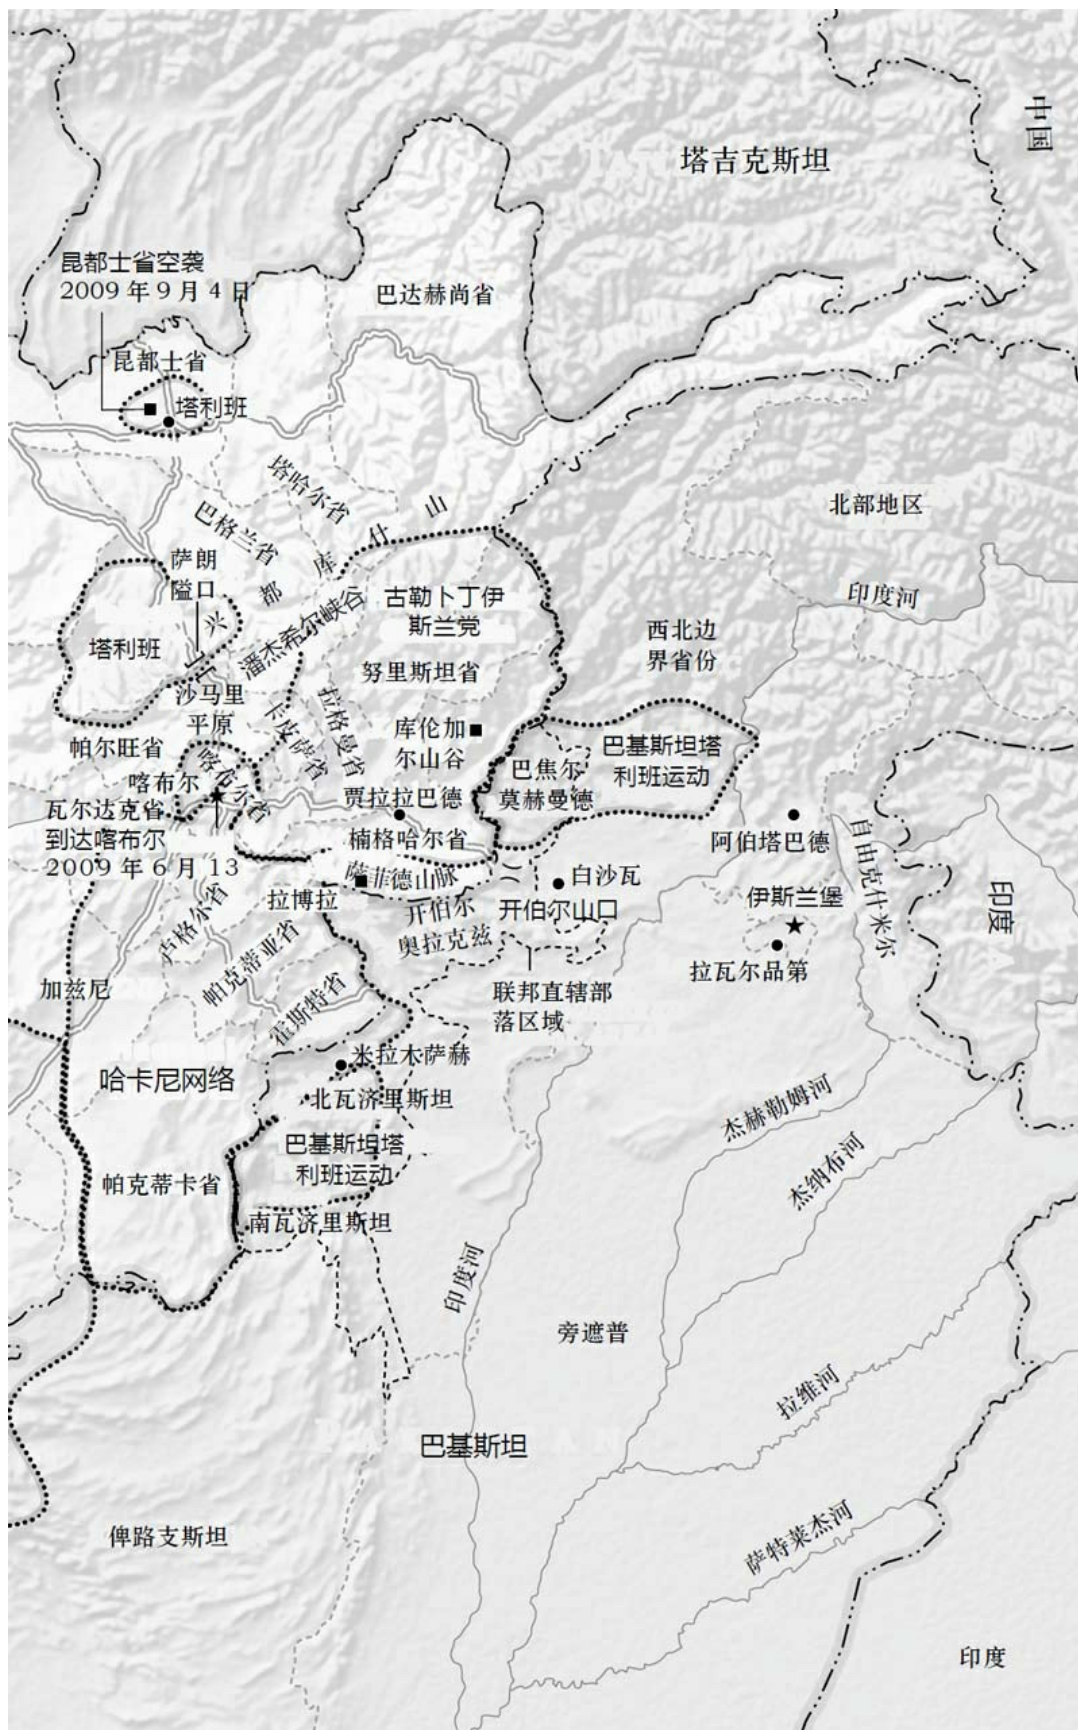 中国
塔吉克斯坦
昆都士省空袭
2009 年 9 月 4 日
巴达赫尚省
昆都士省
塔利班
塔哈尔省
巴格兰省
兴都库什山
北部地区
萨朗
隘口
印度河
潘杰希尔峡谷
古勒卜丁伊
斯兰党
塔利班
西北边
界省份
努里斯坦省
沙马里
平原
卡皮萨省
拉格曼省
库伦加
尔山谷
帕尔旺省
巴基斯坦塔
利班运动
巴焦尔
莫赫曼德
喀布尔
喀布尔省
贾拉拉巴德
瓦尔达克省
到达喀布尔
2009 年 6 月 13
楠格哈尔省
阿伯塔巴德
自由克什米尔
萨菲德山脉
白沙瓦
拉博拉
开伯尔
奥拉克兹
开伯尔山口
伊斯兰堡
印度
卢格尔省
帕克蒂亚省
拉瓦尔品第
加兹尼
霍斯特省
联邦直辖部
落区域
米拉木萨赫
哈卡尼网络
北瓦济里斯坦
杰赫勒姆河
巴基斯坦塔
利班运动
杰纳布河
帕克蒂卡省
南瓦济里斯坦
印度河
旁遮普
拉维河
巴基斯坦
俾路支斯坦
萨特莱杰河
印度